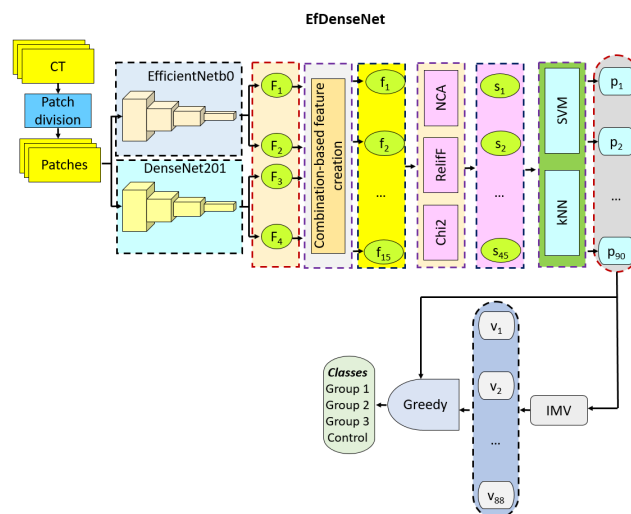 EfDenseNet
CT
Patch
division
Patches
EfficientNetb0
DenseNet201
F1
F2
F3
F4
Combination-based feature
creation
f1
f2
...
f15
NCA
ReliefF
Chi2
s1
s2
...
s45
SVM
kNN
p1
p2
...
p90
v1
v2
...
v88
IMV
Greedy
Classes
Group 1
Group 2
Group 3
Control